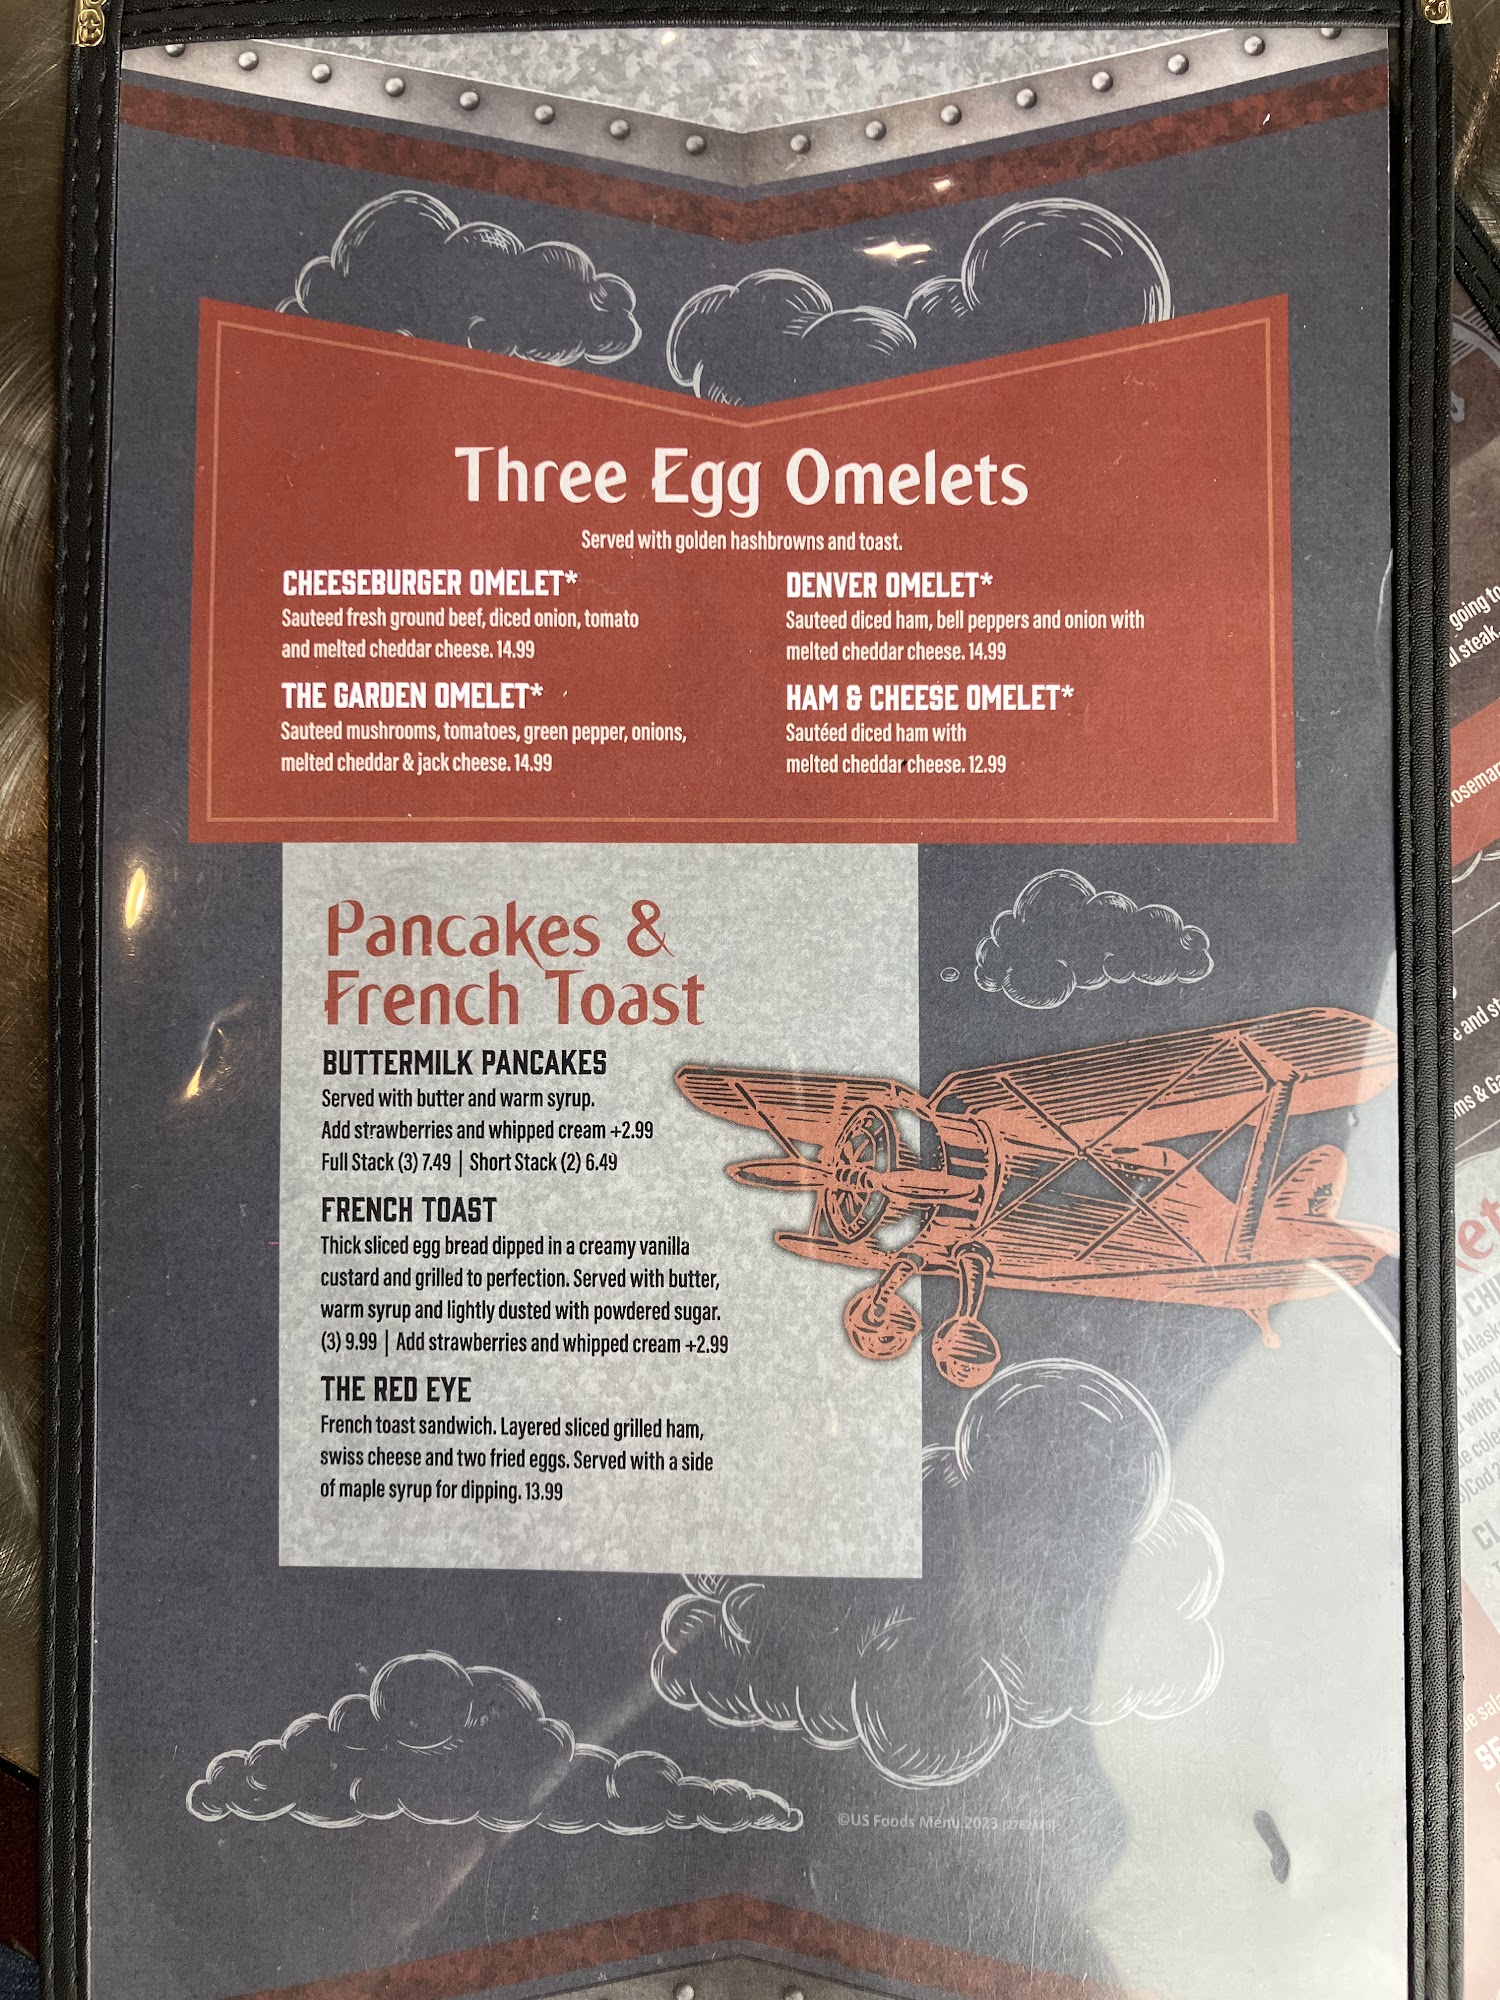 Three Egg Omelets
Served with golden hashbrowns and toast.
CHEESEBURGER OMELET*
Sauteed fresh ground beef, diced onion, tomato
and melted cheddar cheese. 14.99
THE GARDEN OMELET*
Sauteed mushrooms, tomatoes, green pepper, onions,
melted cheddar & jack cheese. 14.99
DENVER OMELET*
Sauteed diced ham, bell peppers and onion with
melted cheddar cheese. 14.99
HAM & CHEESE OMELET*
Sautéed diced ham with
melted cheddar cheese. 12.99
Pancakes &
French Toast
BUTTERMILK PANCAKES
Served with butter and warm syrup.
Add strawberries and whipped cream +2.99
Full Stack (3) 7.49 | Short Stack (2) 6.49
FRENCH TOAST
Thick sliced egg bread dipped in a creamy vanilla
custard and grilled to perfection. Served with butter,
warm syrup and lightly dusted with powdered sugar.
(3) 9.99 | Add strawberries and whipped cream +2.99
THE RED EYE
French toast sandwich. Layered sliced grilled ham,
swiss cheese and two fried eggs. Served with a side
of maple syrup for dipping. 13.99
©US Foods Menu 2023
going to
steak
and
with